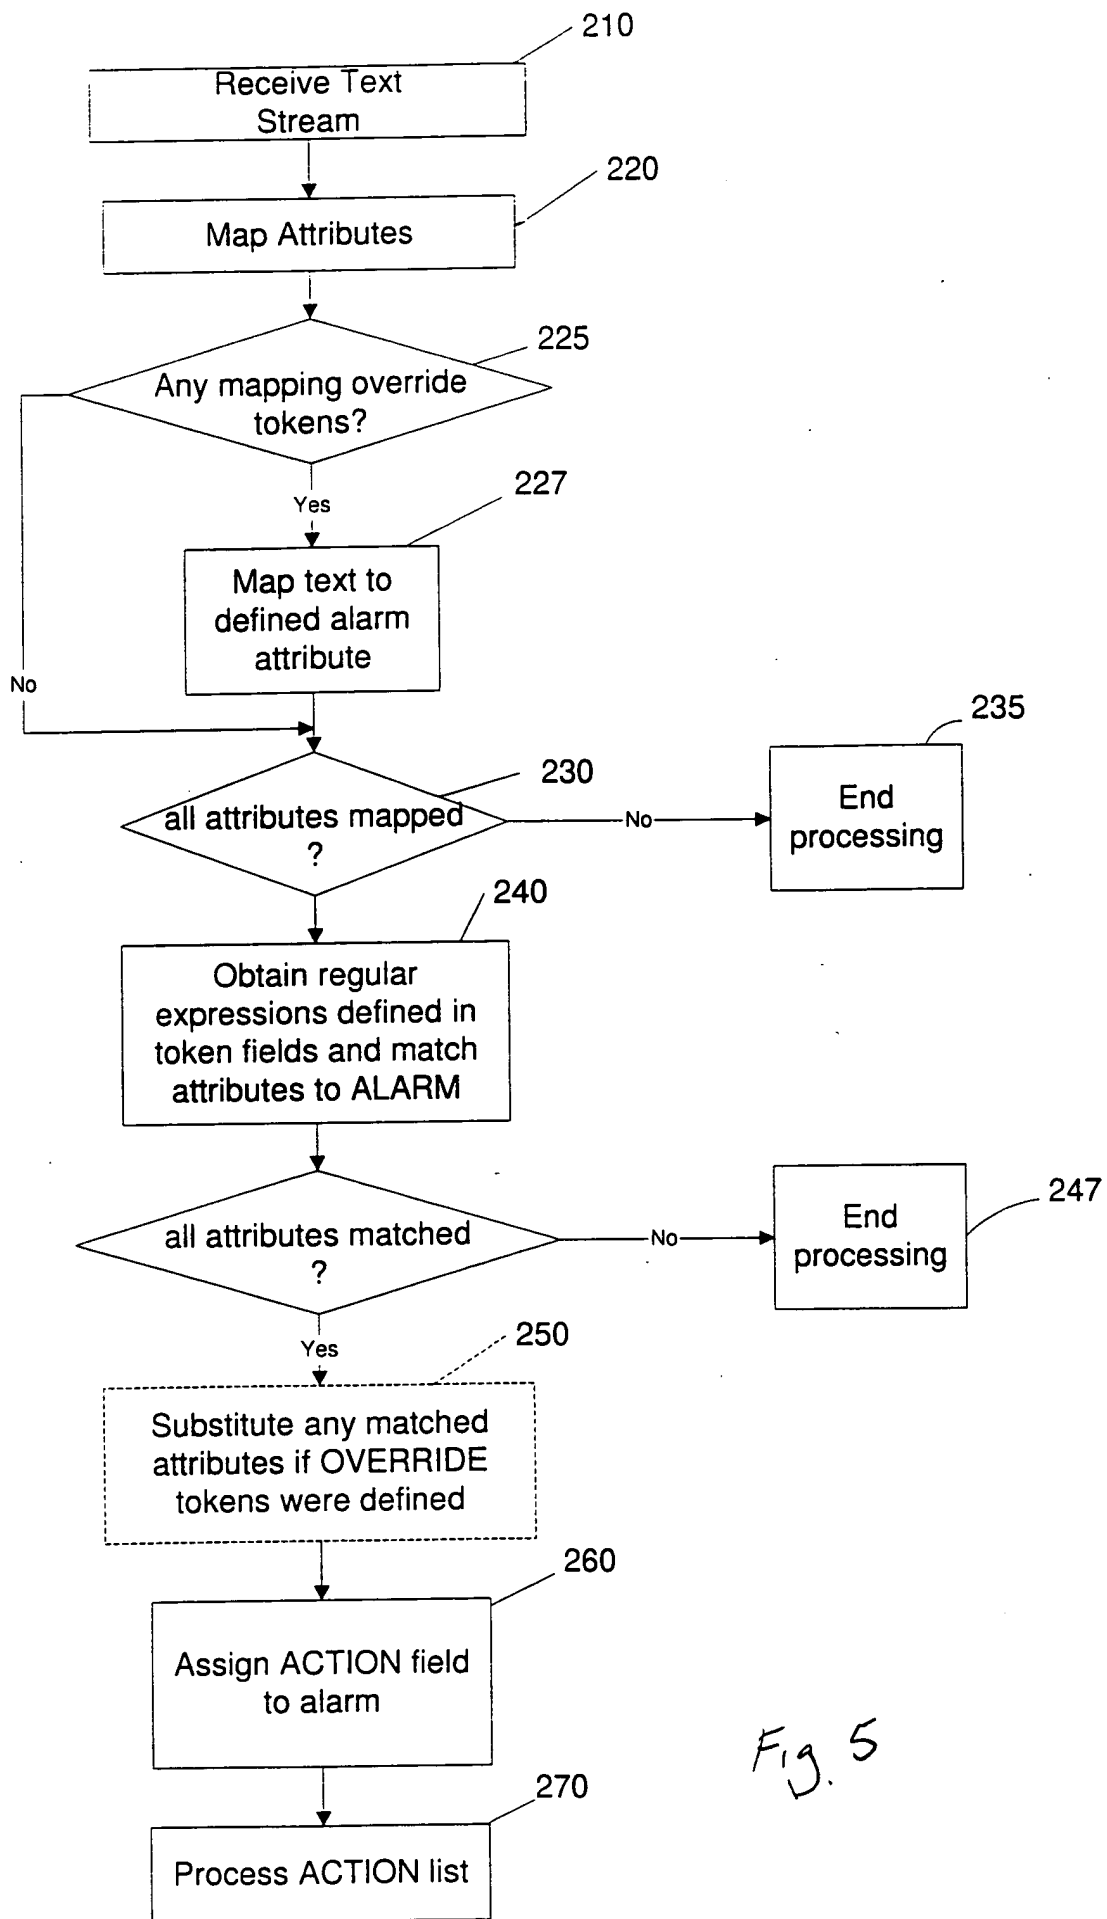 210
Receive Text
Stream
220
Map Attributes
225
Any mapping override
tokens?
Yes
227
Map text to
defined alarm
attribute
No
230
all attributes mapped
?
No
235
End
processing
240
Obtain regular
expressions defined in
token fields and match
attributes to ALARM
all attributes matched
?
No
247
End
processing
Yes
250
Substitute any matched
attributes if OVERRIDE
tokens were defined
260
Assign ACTION field
to alarm
270
Process ACTION list
Fig. 5